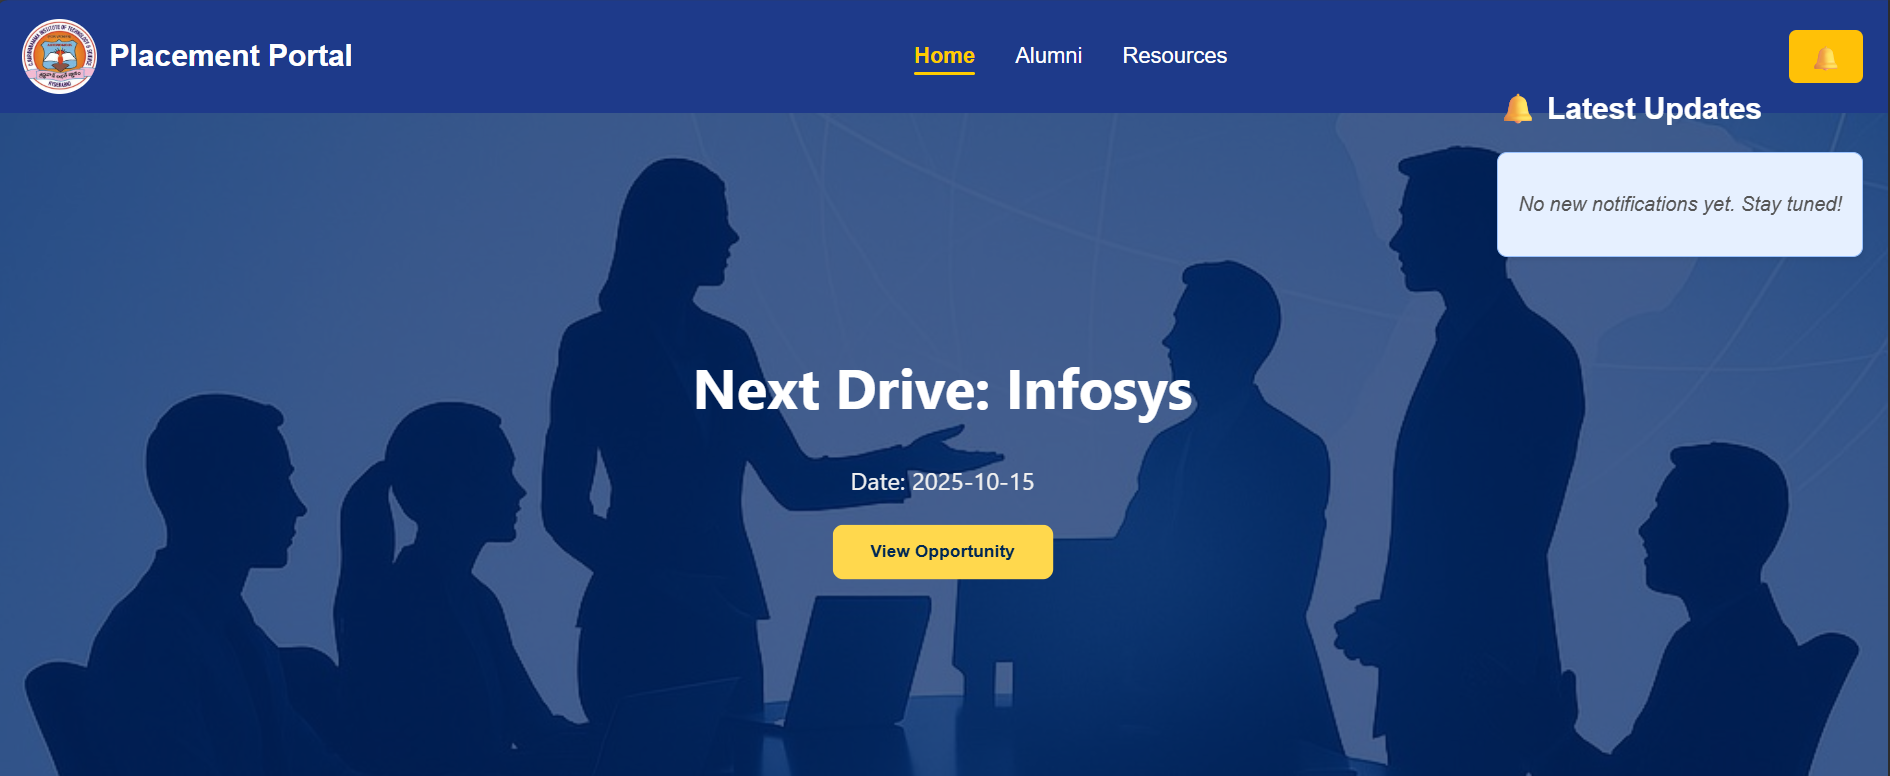 Placement Portal
Home
Alumni
Resources
Latest Updates
No new notifications yet. Stay tuned!
Next Drive: Infosys
Date: 2025-10-15
View Opportunity